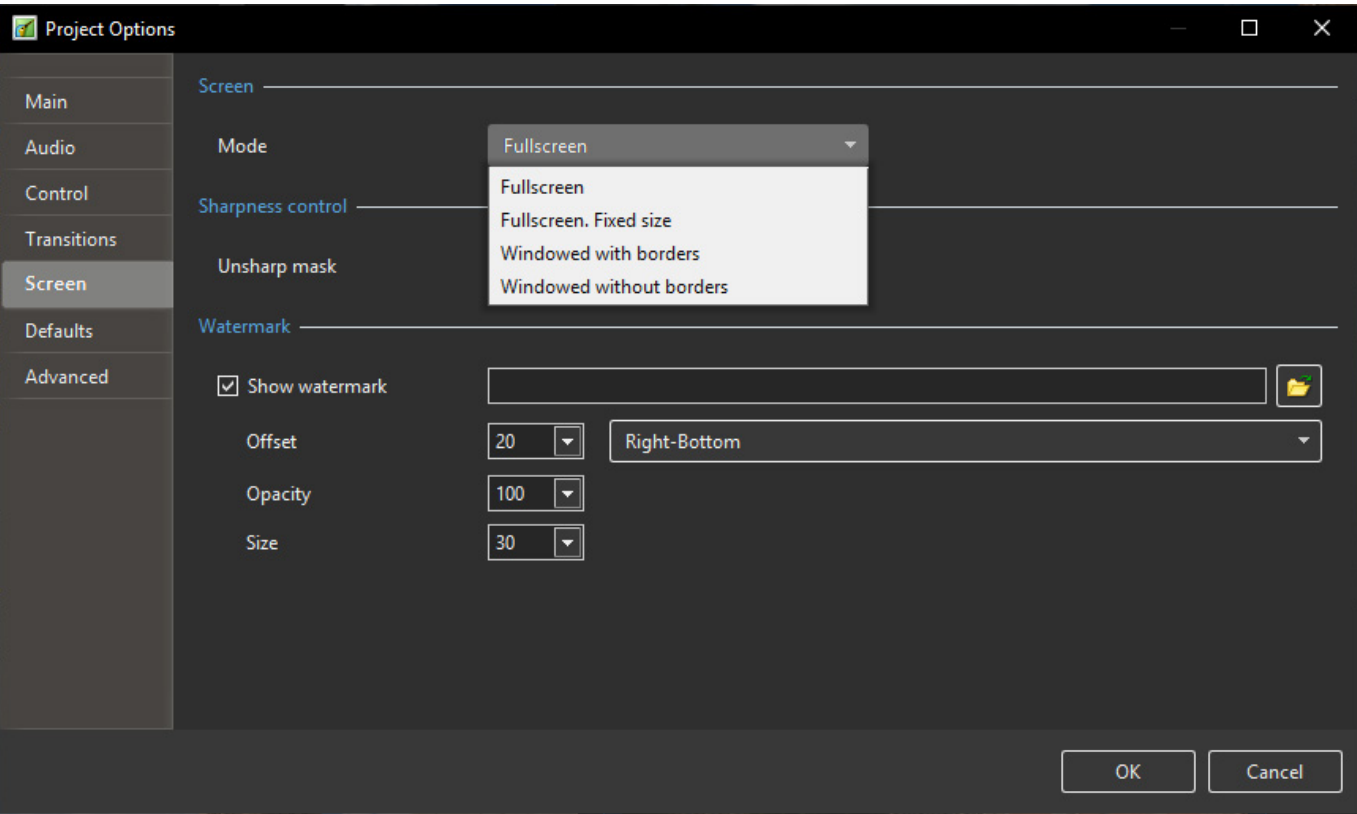 Project Options
Main
Audio
Control
Transitions
Screen
Defaults
Advanced
Screen
Mode
Fullscreen
Fullscreen
Fullscreen. Fixed size
Windowed with borders
Windowed without borders
Sharpness control
Unsharp mask
Watermark
Show watermark
Offset
20
Right-Bottom
Opacity
100
Size
30
OK
Cancel